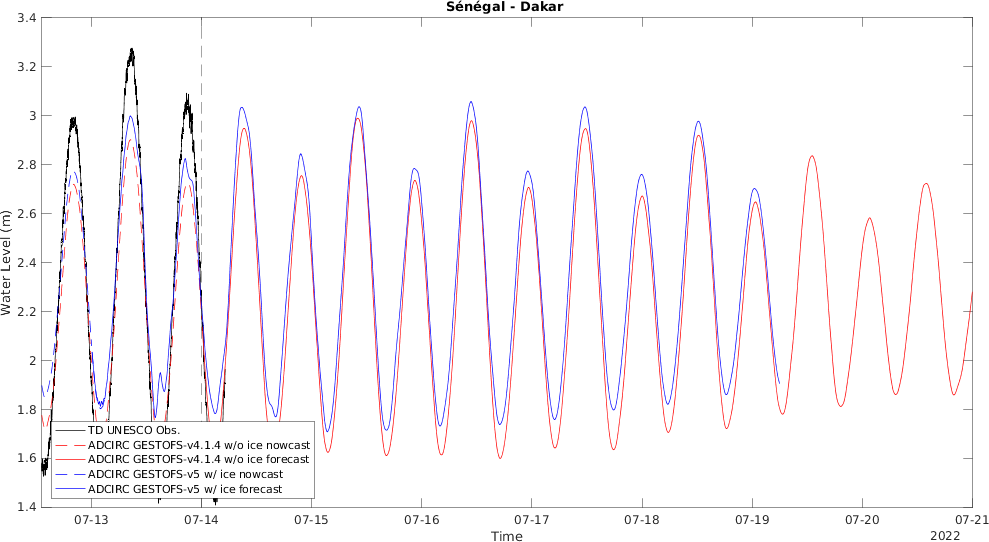 Sénégal - Dakar
Water Level (m)
3.4
3.2
3
2.8
2.6
2.4
2.2
2
1.8
1.6
1.4
TD UNESCO Obs.
ADCIRC GESTOFS-v4.1.4 w/o ice nowcast
ADCIRC GESTOFS-v4.1.4 w/o ice forecast
ADCIRC GESTOFS-v5 w/ ice nowcast
ADCIRC GESTOFS-v5 w/ ice forecast
07-13 07-14 07-15 07-16 07-17 07-18 07-19 07-20 07-21
Time
2022